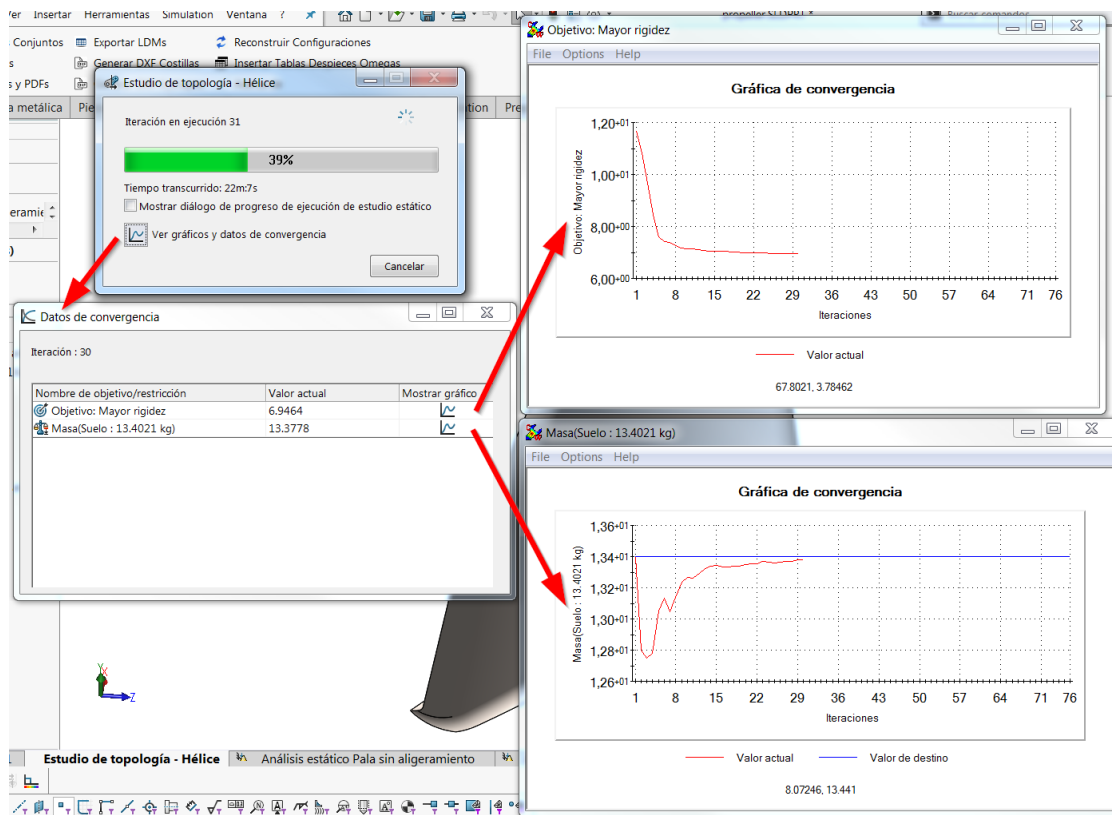 Ver Insertar Herramientas Simulation Ventana ?
propeller.SLDPRT *
Buscar comandos
Conjuntos Exportar LDMs Reconstruir Configuraciones
s Generar DXF Costillas Insertar Tablas Despieces Omegas
s y PDFs
a metálica Pie
tion Pre
eramie
Estudio de topología - Hélice
Iteración en ejecución 31
39%
Tiempo transcurrido: 22m:7s
Mostrar diálogo de progreso de ejecución de estudio estático
Ver gráficos y datos de convergencia
Cancelar
Datos de convergencia
Iteración : 30
Nombre de objetivo/restricción Valor actual Mostrar gráfico
Objetivo: Mayor rigidez 6.9464
Masa(Suelo : 13.4021 kg) 13.3778
Objetivo: Mayor rigidez
File Options Help
Gráfica de convergencia
Objetivo: Mayor rigidez
1,20+01
1,00+01
8,00+00
6,00+00
1 8 15 22 29 36 43 50 57 64 71 76
Iteraciones
Valor actual
67.8021, 3.78462
Masa(Suelo : 13.4021 kg)
File Options Help
Gráfica de convergencia
Masa(Suelo : 13.4021 kg)
1,36+01
1,34+01
1,32+01
1,30+01
1,28+01
1,26+01
1 8 15 22 29 36 43 50 57 64 71 76
Iteraciones
Valor actual Valor de destino
8.07246, 13.441
Y
X
Z
Estudio de topología - Hélice Análisis estático Pala sin aligeramiento